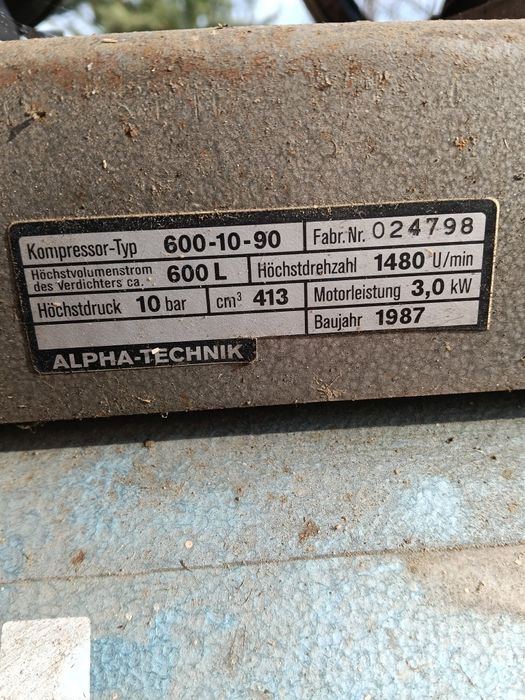 Kompressor-Typ 600-10-90 Fabr. Nr. 024798
Höchstvolumenstrom des Verdichters ca. 600 L Höchstdrehzahl 1480 U/min
Höchstdruck 10 bar cm³ 413 Motorleistung 3,0 kW
Baujahr 1987
ALPHA-TECHNIK